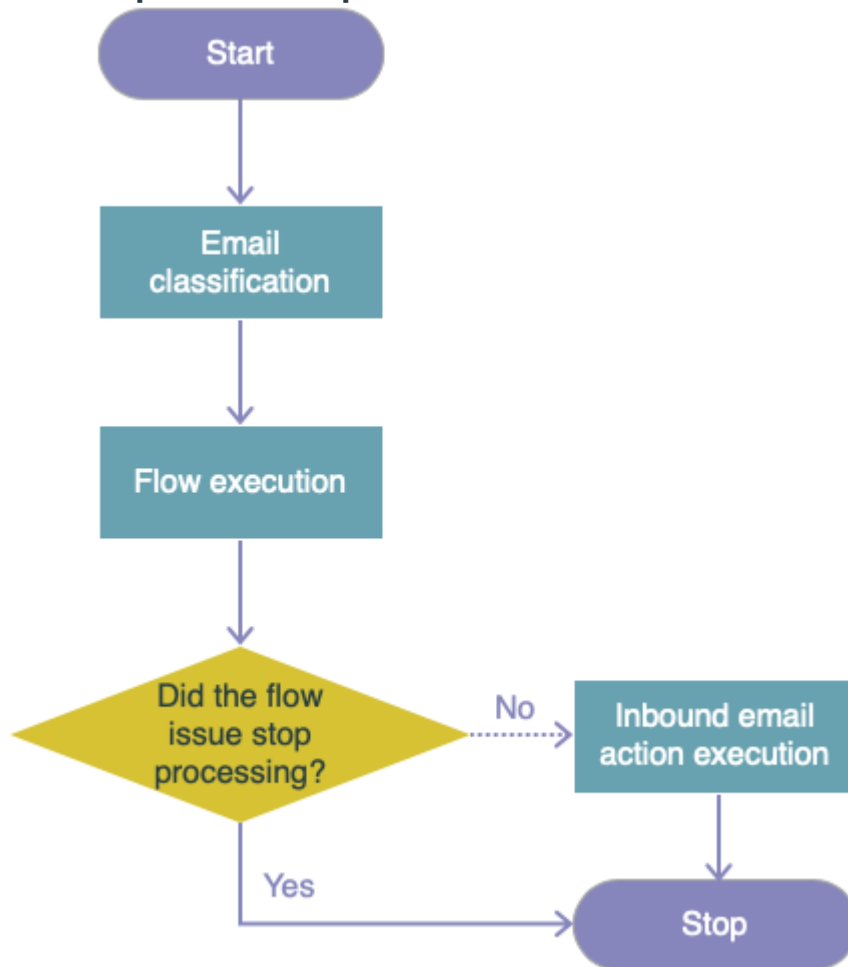 Start
Email
classification
Flow execution
Did the flow
issue stop
processing?
No
Inbound email
action execution
Yes
Stop